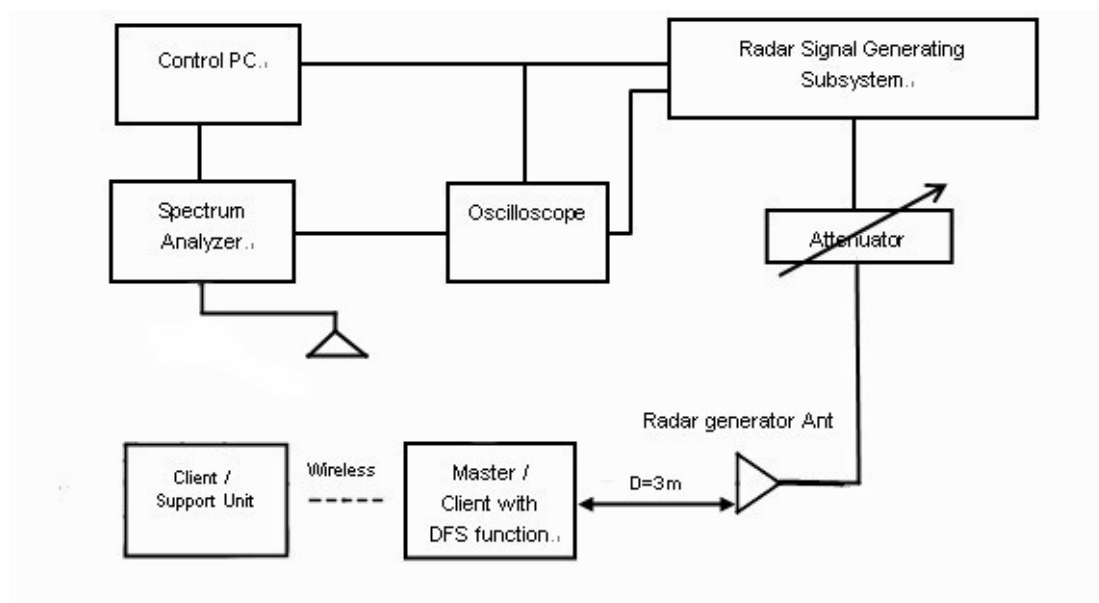 Control PC.
Radar Signal Generating
Subsystem.
Spectrum
Analyzer.
Oscilloscope
Attenuator
Radar generator Ant
Client /
Support Unit
Wireless
Master /
Client with
DFS function.
D=3m